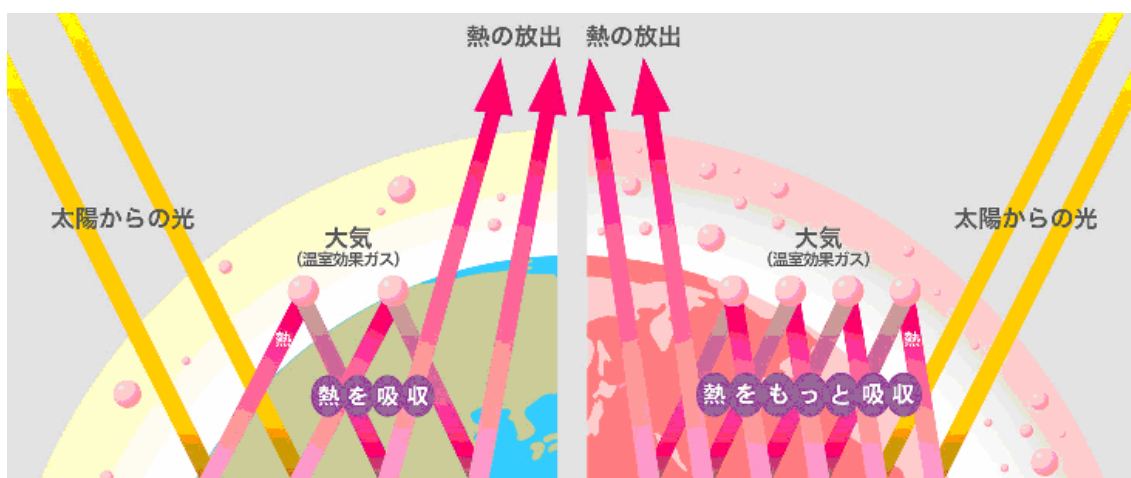 熱の放出
熱の放出
太陽からの光
太陽からの光
大気
(温室効果ガス)
大気
(温室効果ガス)
熱
熱
熱を吸収
熱をもっと吸収